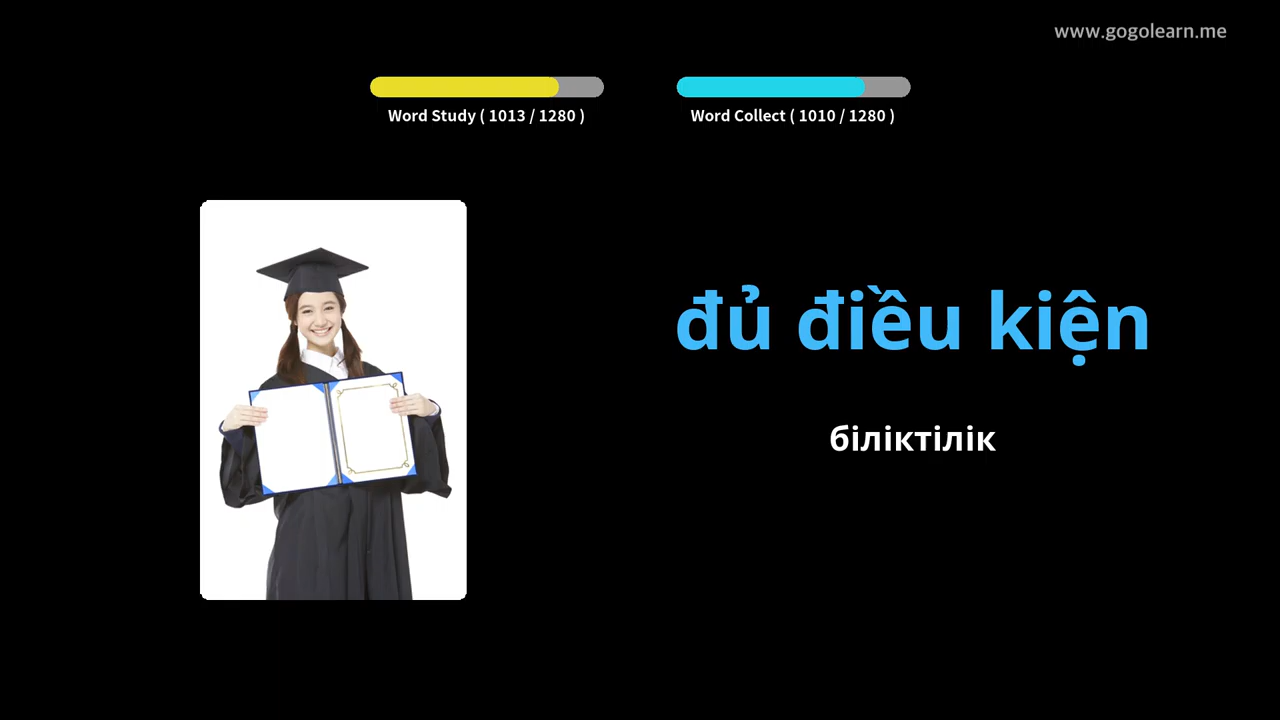 www.gogolearn.me
Word Study ( 1013 / 1280 )
Word Collect ( 1010 / 1280 )
đủ điều kiện
біліктілік